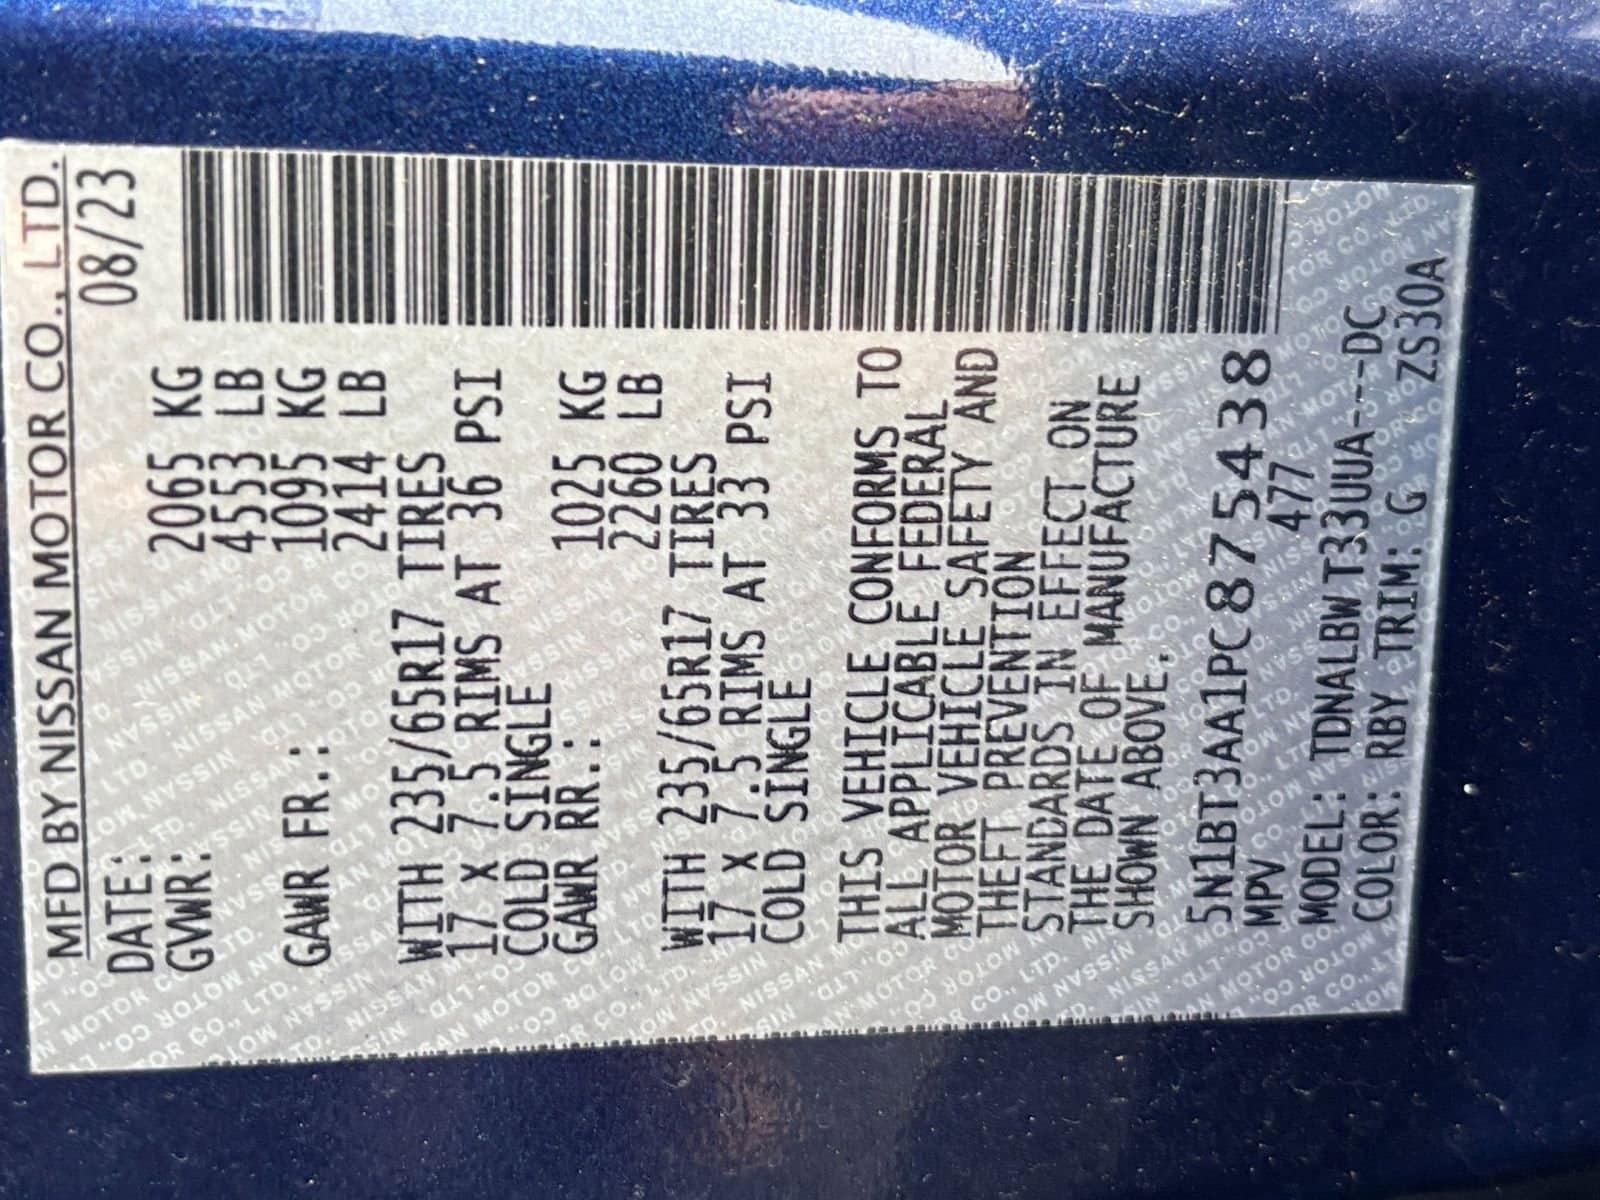 MFD BY NISSAN MOTOR CO., LTD.
DATE: 08/23
GVWR: 2065 KG
4553 LB
GAWR FR.: 1095 KG
2414 LB
WITH 235/65R17 TIRES
17 X 7.5 RIMS AT 36 PSI
COLD SINGLE
GAWR RR.: 1025 KG
2260 LB
WITH 235/65R17 TIRES
17 X 7.5 RIMS AT 33 PSI
COLD SINGLE
THIS VEHICLE CONFORMS TO
ALL APPLICABLE FEDERAL
MOTOR VEHICLE SAFETY AND
THEFT PREVENTION
STANDARDS IN EFFECT ON
THE DATE OF MANUFACTURE
SHOWN ABOVE.
5N1BT3AA1PC875438
MPV 477
MODEL: TDNALBW T33UUA---DC
COLOR: RBY TRIM: G ZS30A